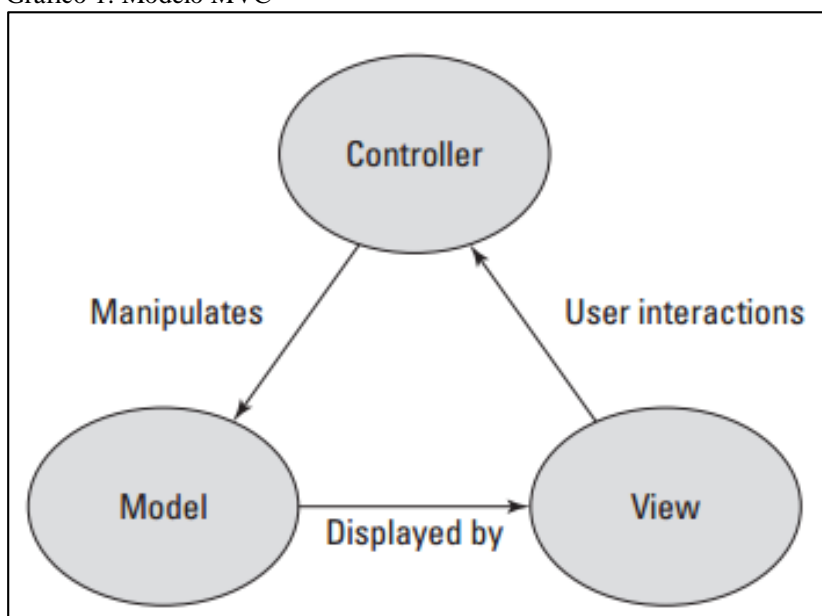 Gráfico 1: Modelo MVC
Controller
Manipulates
User interactions
Model
Displayed by
View